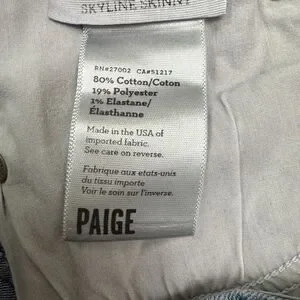 SKYLINE SKINNY
RN#27002 CA#51217
80% Cotton/Coton
19% Polyester
1% Elastane/
Élasthanne
Made in the USA of
imported fabric.
See care on reverse.
Fabrique aux etats-unis
du tissu importe
Voir le soin sur l'inverse.
PAIGE